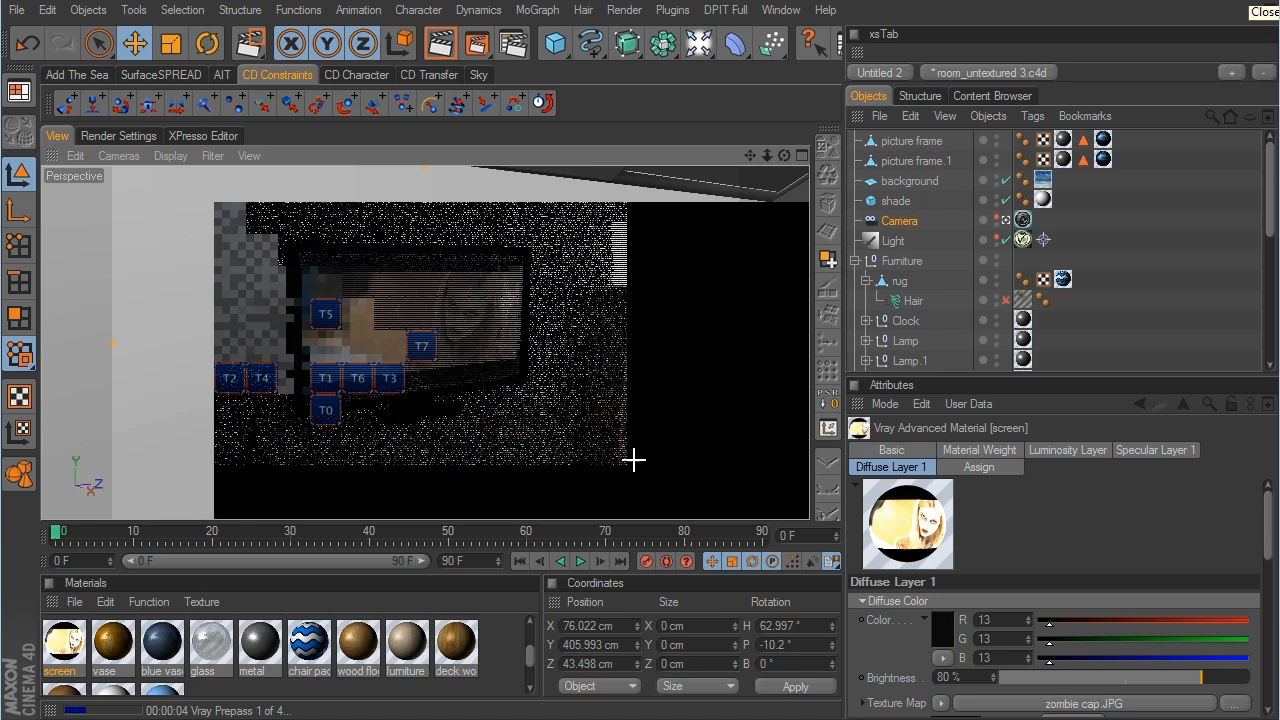 Close
File Edit Objects Tools Selection Structure Functions Animation Character Dynamics MoGraph Hair Render Plugins DPIT Full Window Help
xsTab
Add The Sea SurfaceSPREAD AIT CD Constraints CD Character CD Transfer Sky
Untitled 2 *room_untextured 3.c4d + -
Objects Structure Content Browser
File Edit View Objects Tags Bookmarks
View Render Settings XPresso Editor
Edit Cameras Display Filter View
Perspective
picture frame
picture frame.1
background
shade
Camera
Light
Furniture
rug
Hair
Clock
Lamp
Lamp.1
T5
T7
T2 T4 T1 T6 T3
T0
Y
X Z
PSR
0
Attributes
Mode Edit User Data
Vray Advanced Material [screen]
Basic Material Weight Luminosity Layer Specular Layer 1
Diffuse Layer 1 Assign
0 10 20 30 40 50 60 70 80 90 0 F
0 F 0 F 90 F 90 F
Materials
File Edit Function Texture
screen vase blue vas glass metal chair pad wood flo furniture deck wo
Coordinates
Position Size Rotation
X 76.022 cm X 0 cm H 62.997 °
Y 405.993 cm Y 0 cm P -10.2 °
Z 43.498 cm Z 0 cm B 0 °
Object Size Apply
Diffuse Layer 1
Diffuse Color
Color. . . . R 13
G 13
B 13
Brightness . 80 %
Texture Map zombie cap.JPG ...
MAXON
CINEMA 4D
00:00:04 Vray Prepass 1 of 4...